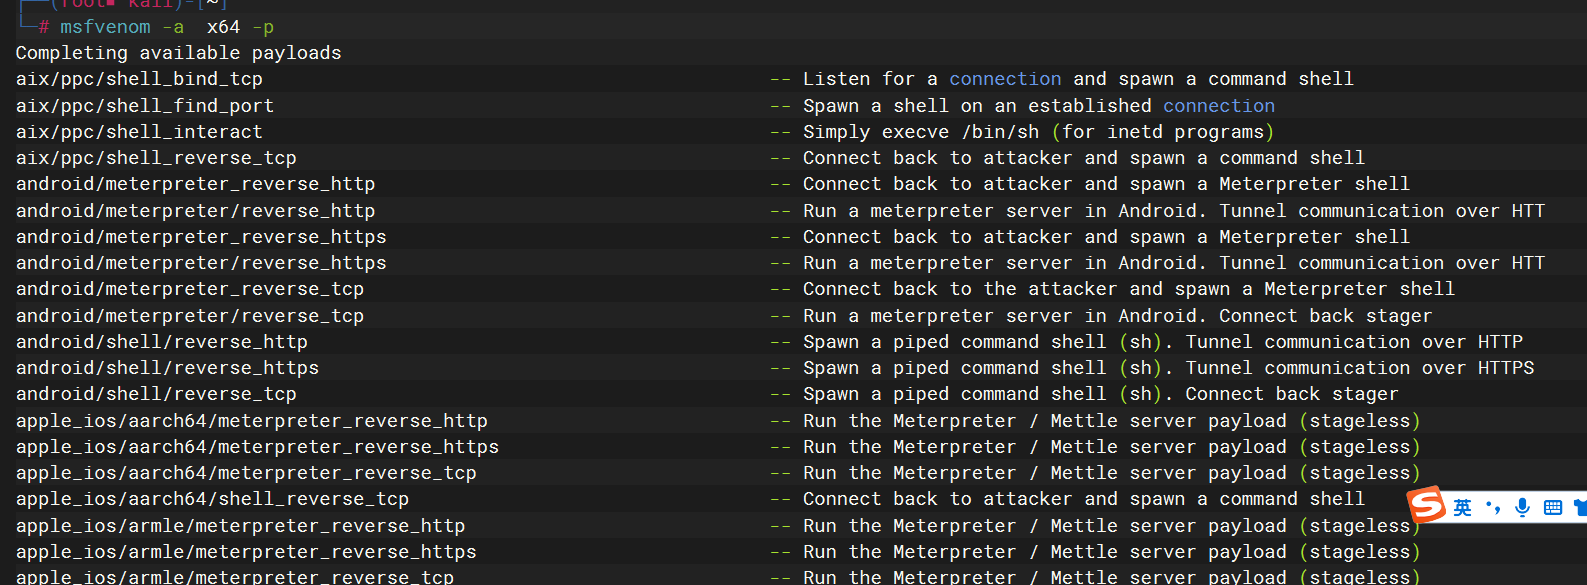 (root kali)-[~]
# msfvenom -a  x64 -p
Completing available payloads
aix/ppc/shell_bind_tcp -- Listen for a connection and spawn a command shell
aix/ppc/shell_find_port -- Spawn a shell on an established connection
aix/ppc/shell_interact -- Simply execve /bin/sh (for inetd programs)
aix/ppc/shell_reverse_tcp -- Connect back to attacker and spawn a command shell
android/meterpreter_reverse_http -- Connect back to attacker and spawn a Meterpreter shell
android/meterpreter/reverse_http -- Run a meterpreter server in Android. Tunnel communication over HTT
android/meterpreter_reverse_https -- Connect back to attacker and spawn a Meterpreter shell
android/meterpreter/reverse_https -- Run a meterpreter server in Android. Tunnel communication over HTT
android/meterpreter_reverse_tcp -- Connect back to the attacker and spawn a Meterpreter shell
android/meterpreter/reverse_tcp -- Run a meterpreter server in Android. Connect back stager
android/shell/reverse_http -- Spawn a piped command shell (sh). Tunnel communication over HTTP
android/shell/reverse_https -- Spawn a piped command shell (sh). Tunnel communication over HTTPS
android/shell/reverse_tcp -- Spawn a piped command shell (sh). Connect back stager
apple_ios/aarch64/meterpreter_reverse_http -- Run the Meterpreter / Mettle server payload (stageless)
apple_ios/aarch64/meterpreter_reverse_https -- Run the Meterpreter / Mettle server payload (stageless)
apple_ios/aarch64/meterpreter_reverse_tcp -- Run the Meterpreter / Mettle server payload (stageless)
apple_ios/aarch64/shell_reverse_tcp -- Connect back to attacker and spawn a command shell
S 英
apple_ios/armle/meterpreter_reverse_http -- Run the Meterpreter / Mettle server payload (stageless)
apple_ios/armle/meterpreter_reverse_https -- Run the Meterpreter / Mettle server payload (stageless)
apple_ios/armle/meterpreter_reverse_tcp -- Run the Meterpreter / Mettle server payload (stageless)